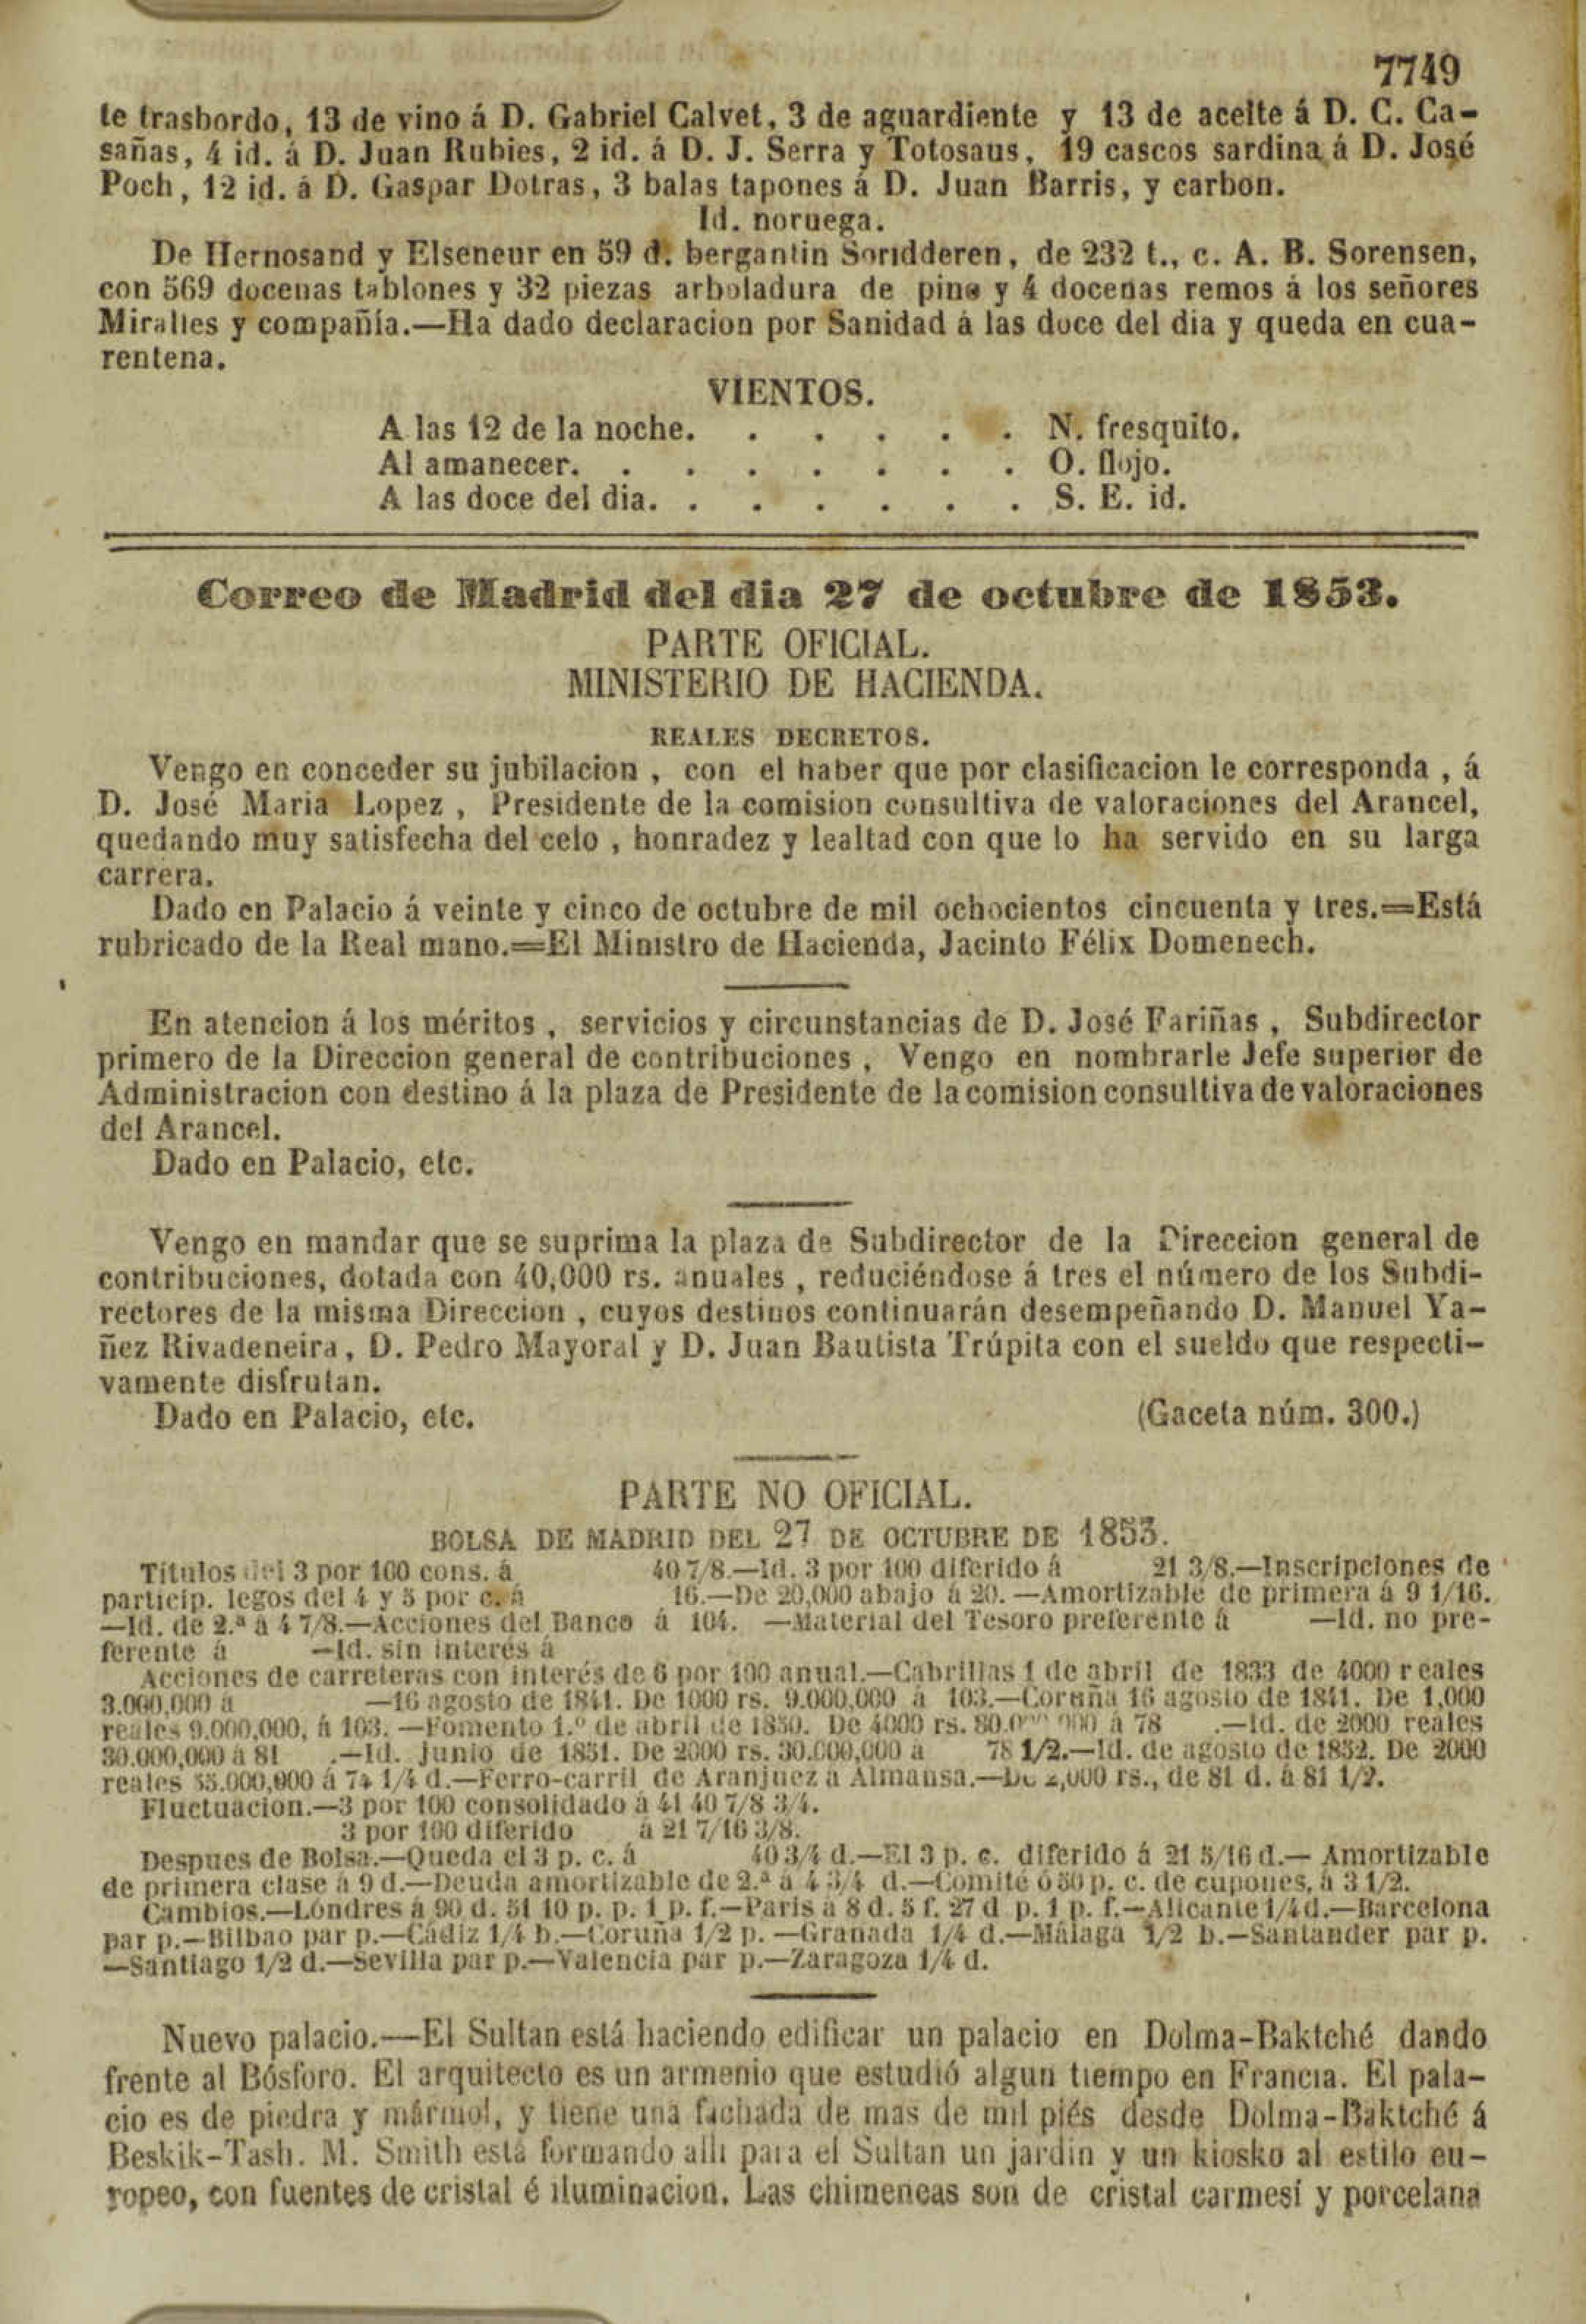 7749
te trasbordo, 13 de vino á D. Gabriel Calvet, 3 de aguardiente y 13 de aceite á D. C. Ca-
sañas, 4 id. á D. Juan Rubies, 2 id. á D. J. Serra y Totosaus, 19 cascos sardina á D. José
Poch, 12 id. á D. Gaspar Dotras, 3 balas tapones á D. Juan Barris, y carbon.
Id. noruega.
De Hernosand y Elseneur en 59 d. bergantin Soridderen, de 232 t., c. A. B. Sorensen,
con 569 docenas tablones y 32 piezas arboladura de pino y 4 docenas remos á los señores
Miralles y compañía.—Ha dado declaracion por Sanidad á las doce del dia y queda en cua-
rentena.
VIENTOS.
A las 12 de la noche. . . . . . N. fresquito.
Al amanecer. . . . . . . . O. flojo.
A las doce del dia. . . . . . . S. E. id.
Correo de Madrid del dia 27 de octubre de 1853.
PARTE OFICIAL.
MINISTERIO DE HACIENDA.
REALES DECRETOS.
Vengo en conceder su jubilacion , con el haber que por clasificacion le corresponda , á
D. José Maria Lopez , Presidente de la comision consultiva de valoraciones del Arancel,
quedando muy satisfecha del celo , honradez y lealtad con que lo ha servido en su larga
carrera.
Dado en Palacio á veinte y cinco de octubre de mil ochocientos cincuenta y tres.=Está
rubricado de la Real mano.=El Ministro de Hacienda, Jacinto Félix Domenech.
En atencion á los méritos , servicios y circunstancias de D. José Fariñas , Subdirector
primero de la Direccion general de contribuciones , Vengo en nombrarle Jefe superior de
Administracion con destino á la plaza de Presidente de la comision consultiva de valoraciones
del Arancel.
Dado en Palacio, etc.
Vengo en mandar que se suprima la plaza de Subdirector de la Direccion general de
contribuciones, dotada con 40,000 rs. anuales , reduciéndose á tres el número de los Subdi-
rectores de la misma Direccion , cuyos destinos continuarán desempeñando D. Manuel Ya-
ñez Rivadeneira, D. Pedro Mayoral y D. Juan Bautista Trúpita con el sueldo que respecti-
vamente disfrutan.
Dado en Palacio, etc. (Gaceta núm. 300.)
PARTE NO OFICIAL.
BOLSA DE MADRID DEL 27 DE OCTUBRE DE 1853.
Títulos del 3 por 100 cons. á 40 7/8.—Id. 3 por 100 diferido á 21 3/8.—Inscripciones de
particip. legos del 4 y 5 por c. á 16.—De 20,000 abajo á 20. —Amortizable de primera á 9 1/16.
—Id. de 2.ª á 4 7/8.—Acciones del Banco á 104. —Material del Tesoro preferente á —Id. no pre-
ferente á —Id. sin interés á
Acciones de carreteras con interés de 6 por 100 anual.—Cabrillas 1 de abril de 1833 de 4000 reales
3.000,000 á —16 agosto de 1841. De 1000 rs. 9.000,000 á 103.—Coruña 16 agosto de 1841. De 1,000
reales 9.000,000, á 103. —Fomento 1.º de abril de 1850. De 4000 rs. 80.000,000 á 78 .—Id. de 2000 reales
30.000,000 á 81 .—Id. junio de 1851. De 2000 rs. 30.000,000 á 78 1/2.—Id. de agosto de 1852. De 2000
reales 55.000,000 á 74 1/4 d.—Ferro-carril de Aranjuez á Almansa.—De 2,000 rs., de 81 d. á 81 1/2.
Fluctuacion.—3 por 100 consolidado á 41 40 7/8 3/4.
3 por 100 diferido á 21 7/16 3/8.
Despues de Bolsa.—Queda el 3 p. c. á 40 3/4 d.—El 3 p. c. diferido á 21 5/16 d.— Amortizable
de primera clase á 9 d.—Deuda amortizable de 2.ª á 4 3/4 d.—Comité ó 50 p. c. de cupones, á 3 1/2.
Cambios.—Lóndres á 90 d. 51 10 p. p. 1 p. f.—Paris á 8 d. 5 f. 27 d p. 1 p. f.—Alicante 1/4 d.—Barcelona
par p.—Bilbao par p.—Cádiz 1/4 b.—Coruña 1/2 p. —Granada 1/4 d.—Málaga 1/2 b.—Santander par p.
—Santiago 1/2 d.—Sevilla par p.—Valencia par p.—Zaragoza 1/4 d.
Nuevo palacio.—El Sultan está haciendo edificar un palacio en Dolma-Baktché dando
frente al Bósforo. El arquitecto es un armenio que estudió algun tiempo en Francia. El pala-
cio es de piedra y mármol, y tiene una fachada de mas de mil piés desde Dolma-Baktché á
Beskik-Tash. M. Smith está formando alli para el Sultan un jardin y un kiosko al estilo eu-
ropeo, con fuentes de cristal é iluminacion. Las chimeneas son de cristal carmesí y porcelana